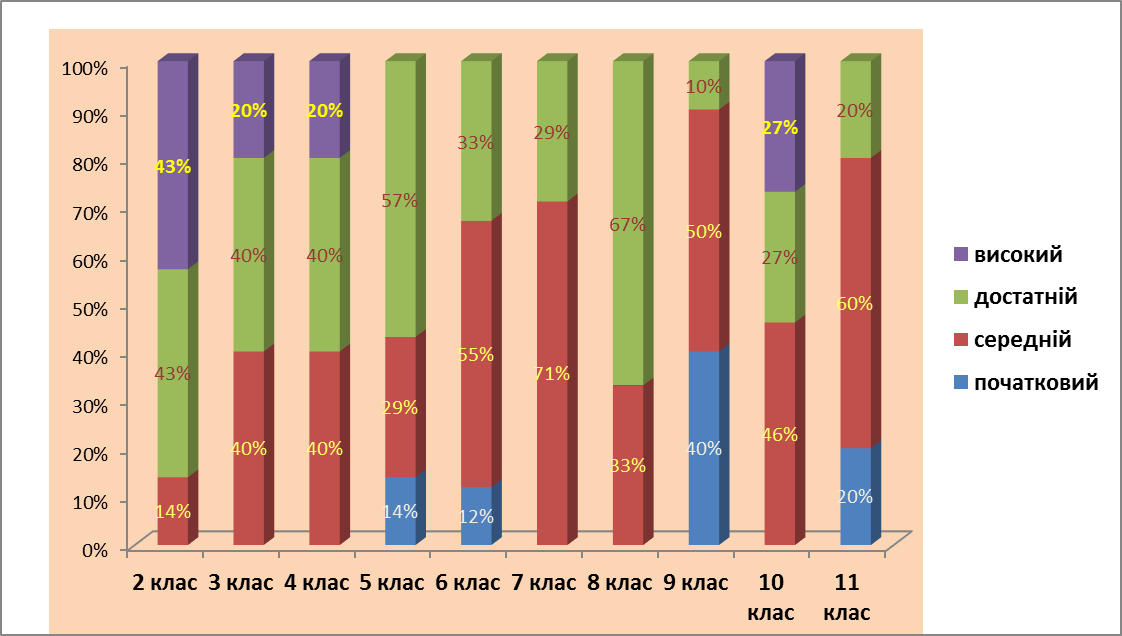 100%
90%
80%
70%
60%
50%
40%
30%
20%
10%
0%
43%
43%
14%
20%
40%
40%
20%
40%
40%
57%
29%
14%
33%
55%
12%
29%
71%
67%
33%
10%
50%
40%
27%
27%
46%
20%
60%
20%
2 клас
3 клас
4 клас
5 клас
6 клас
7 клас
8 клас
9 клас
10
клас
11
клас
високий
достатній
середній
початковий